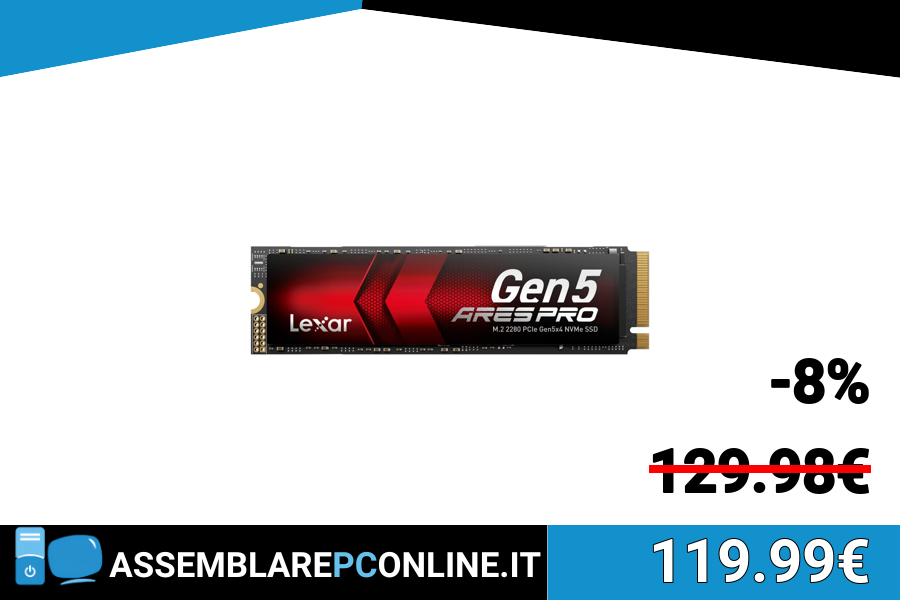 Gen5
ARES PRO
Lexar
M.2 2280 PCIe Gen5x4 NVMe SSD
-8%
129.98€
ASSEMBLAREPCONLINE.IT
119.99€